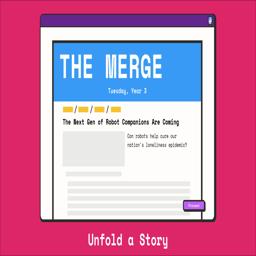 THE MERGE
Tuesday, Year 3
The Next Gen of Robot Companions Are Coming
Can robots help cure our
nation's loneliness epidemic?
Unfold a Story